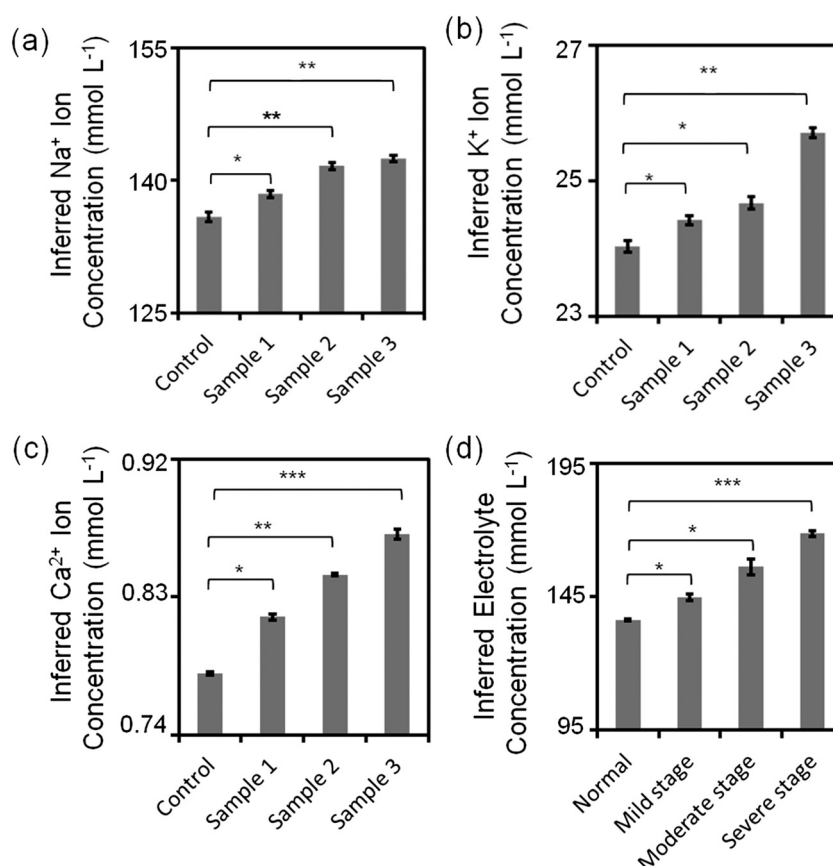 (a)
Inferred Na⁺ Ion
Concentration (mmol L⁻¹)
155
140
125
*
**
**
Control
Sample 1
Sample 2
Sample 3
(b)
Inferred K⁺ Ion
Concentration (mmol L⁻¹)
27
25
23
*
*
**
Control
Sample 1
Sample 2
Sample 3
(c)
Inferred Ca²⁺ Ion
Concentration (mmol L⁻¹)
0.92
0.83
0.74
*
**
***
Control
Sample 1
Sample 2
Sample 3
(d)
Inferred Electrolyte
Concentration (mmol L⁻¹)
195
145
95
*
*
***
Normal
Mild stage
Moderate stage
Severe stage